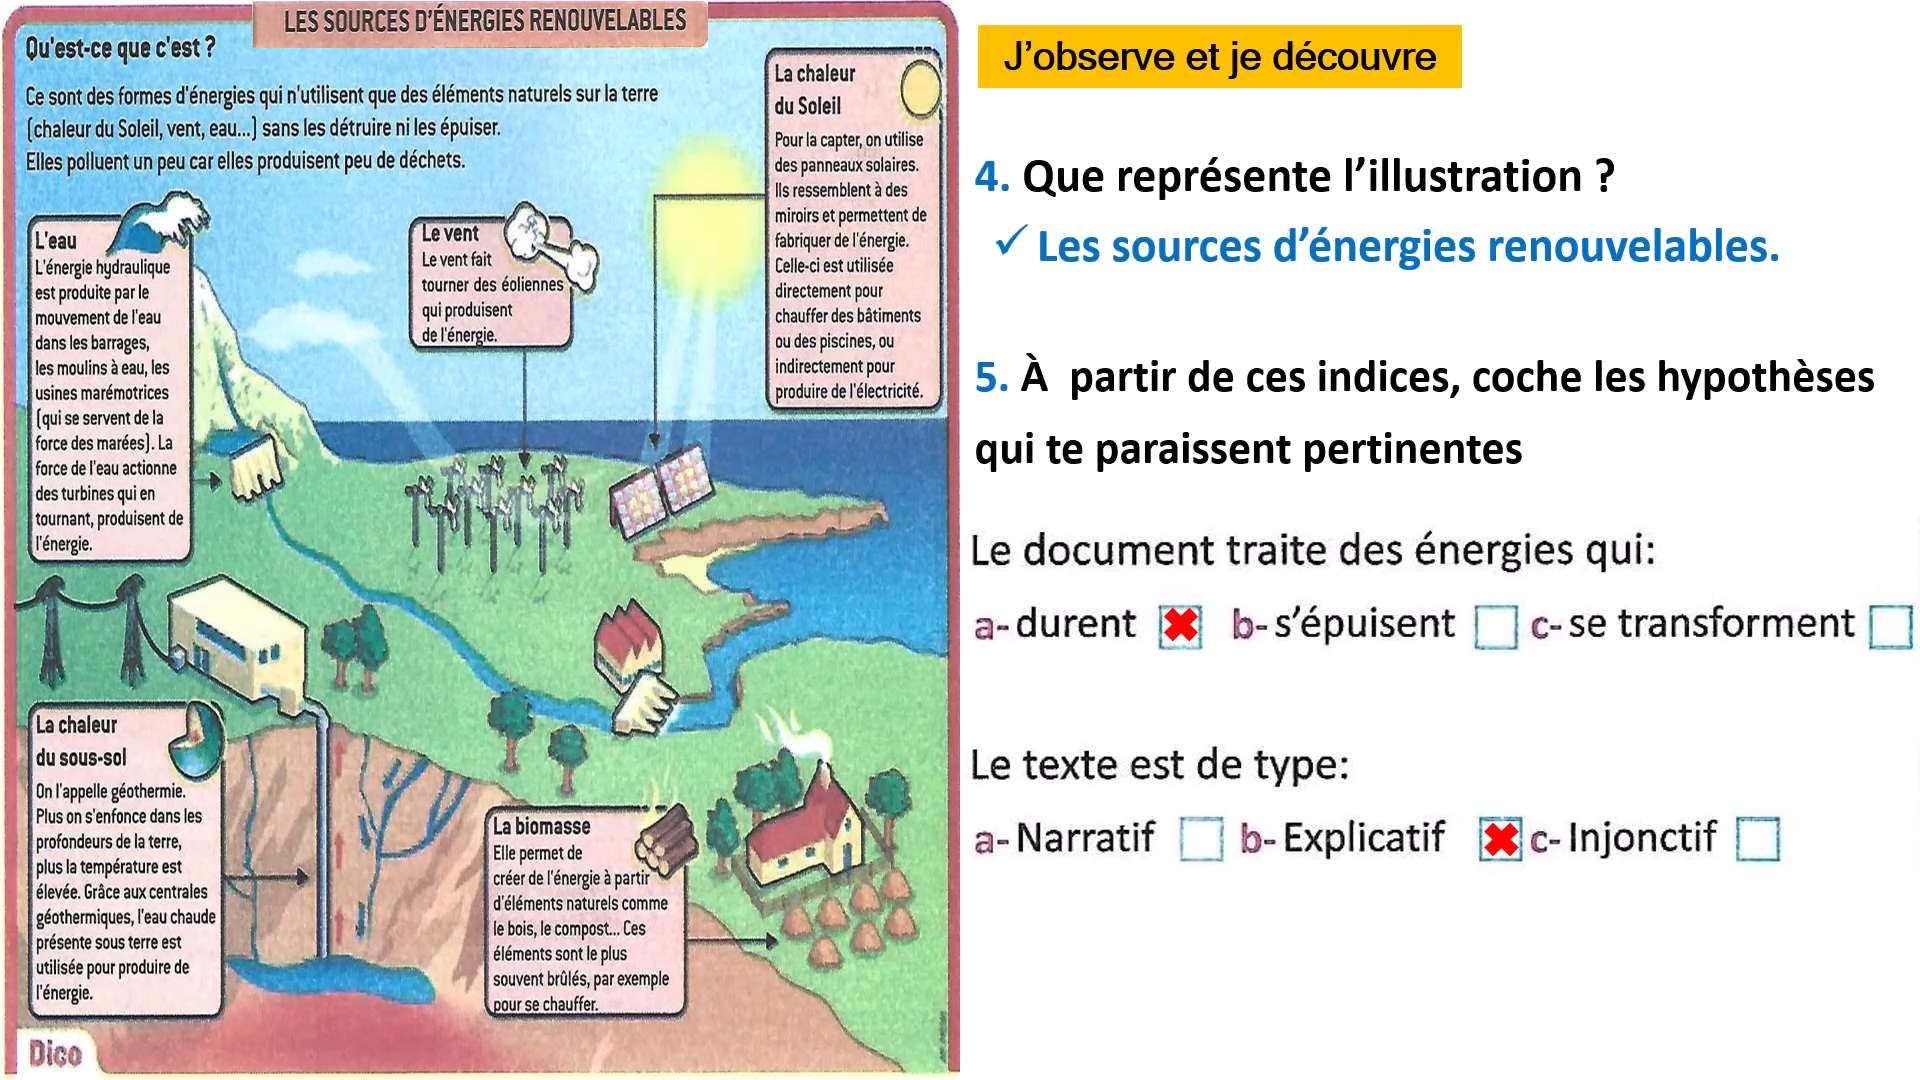 LES SOURCES D'ÉNERGIES RENOUVELABLES
Qu'est-ce que c'est ?
Ce sont des formes d'énergies qui n'utilisent que des éléments naturels sur la terre
(chaleur du Soleil, vent, eau...) sans les détruire ni les épuiser.
Elles polluent un peu car elles produisent peu de déchets.
L'eau
L'énergie hydraulique
est produite par le
mouvement de l'eau
dans les barrages,
les moulins à eau, les
usines marémotrices
(qui se servent de la
force des marées). La
force de l'eau actionne
des turbines qui en
tournant, produisent de
l'énergie.
Le vent
Le vent fait
tourner des éoliennes
qui produisent
de l'énergie.
La chaleur
du Soleil
Pour la capter, on utilise
des panneaux solaires.
Ils ressemblent à des
miroirs et permettent de
fabriquer de l'énergie.
Celle-ci est utilisée
directement pour
chauffer des bâtiments
ou des piscines, ou
indirectement pour
produire de l'électricité.
La chaleur
du sous-sol
On l'appelle géothermie.
Plus on s'enfonce dans les
profondeurs de la terre,
plus la température est
élevée. Grâce aux centrales
géothermiques, l'eau chaude
présente sous terre est
utilisée pour produire de
l'énergie.
La biomasse
Elle permet de
créer de l'énergie à partir
d'éléments naturels comme
le bois, le compost... Ces
éléments sont le plus
souvent brûlés, par exemple
pour se chauffer.
Dico
J'observe et je découvre
4. Que représente l'illustration ?
✓ Les sources d'énergies renouvelables.
5. À partir de ces indices, coche les hypothèses
qui te paraissent pertinentes
Le document traite des énergies qui:
a- durent b- s'épuisent c- se transforment
Le texte est de type:
a- Narratif b- Explicatif c- Injonctif